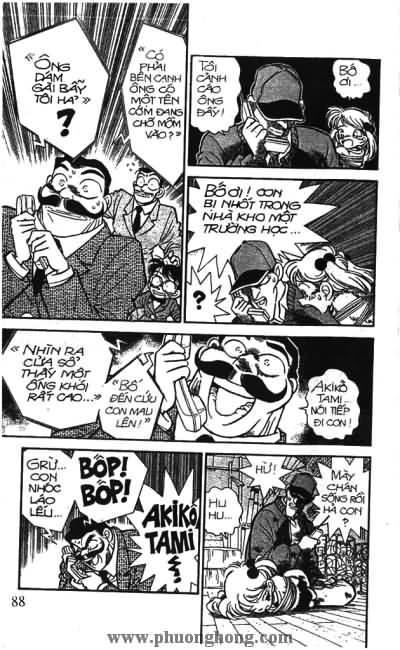 BỐ
ƠI...
TÔI
CẢNH
CÁO
ÔNG
ĐẤY!
BỐ ƠI! CON
BỊ NHỐT TRONG
NHÀ KHO MỘT
TRƯỜNG HỌC...
?
"CÓ
PHẢI
BÊN CẠNH
ÔNG CÓ
MỘT TÊN
CỚM ĐANG
CHÕ MỒM
VÀO?"
"ÔNG
DÁM
GÀI BẪY
TÔI HẢ"
?
AKIKÔ
TAMI...
NÓI TIẾP
ĐI CON!
"BỐ
ĐẾN CỨU
CON MAU
LÊN!
"NHÌN RA
CỬA SỔ
THẤY MỘT
ỐNG KHÓI
RẤT CAO..."
MÀY
CHÁN
SỐNG RỒI
HẢ CON
?
HỪ!
HU
HU...
AKIKÔ,
TAMI
!
BỐP!
BỐP!
GRỪ...
CON
NHÓC
LÁO
LẾU...
88
www.phuonghong.com